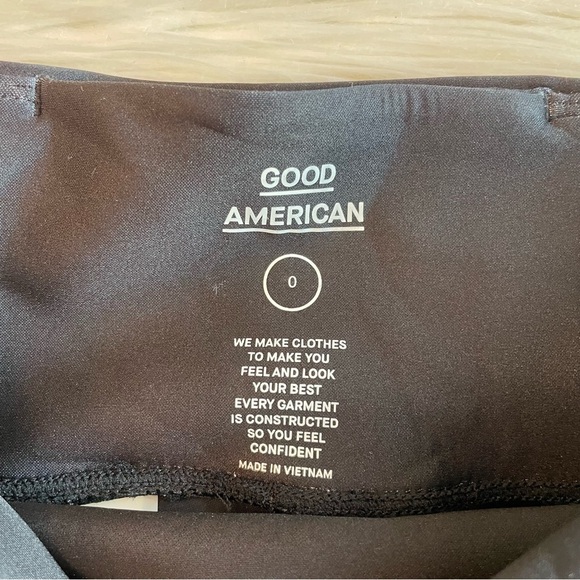 GOOD
AMERICAN
0
WE MAKE CLOTHES
TO MAKE YOU
FEEL AND LOOK
YOUR BEST
EVERY GARMENT
IS CONSTRUCTED
SO YOU FEEL
CONFIDENT
MADE IN VIETNAM